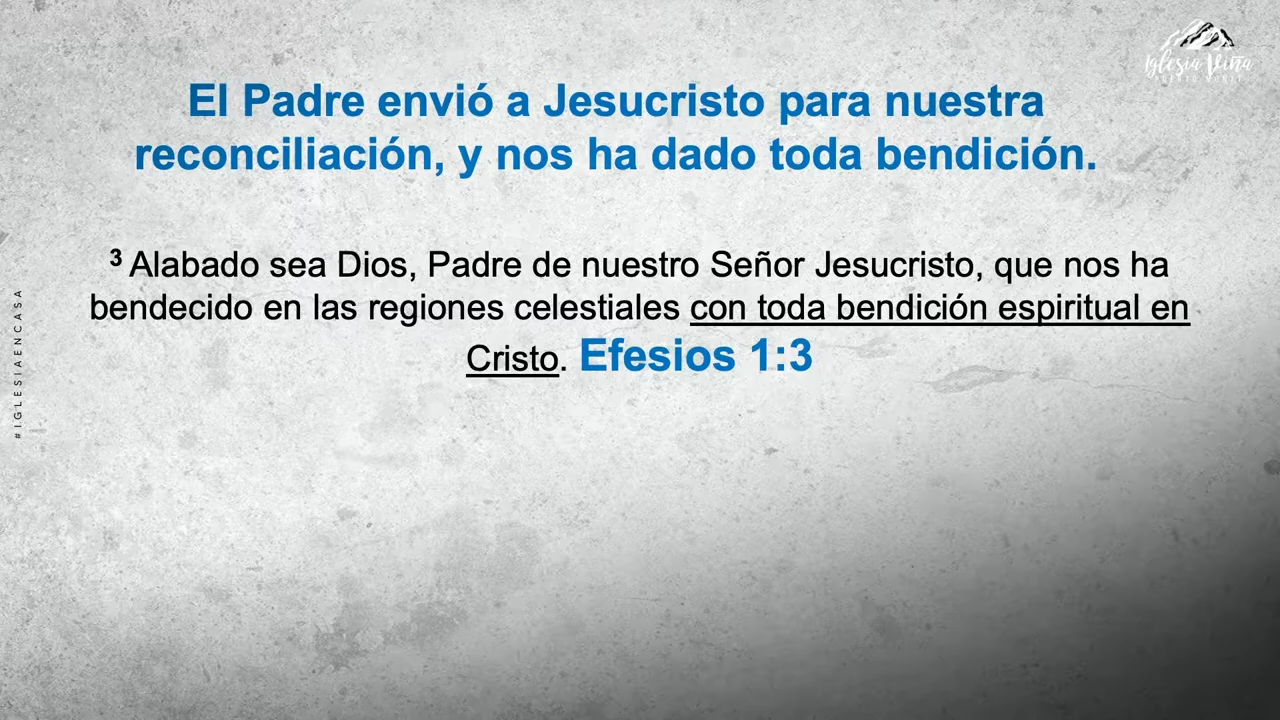 Iglesia Viña
El Padre envió a Jesucristo para nuestra
reconciliación, y nos ha dado toda bendición.
3 Alabado sea Dios, Padre de nuestro Señor Jesucristo, que nos ha
bendecido en las regiones celestiales con toda bendición espiritual en
Cristo. Efesios 1:3
#IGLESIAENCASA